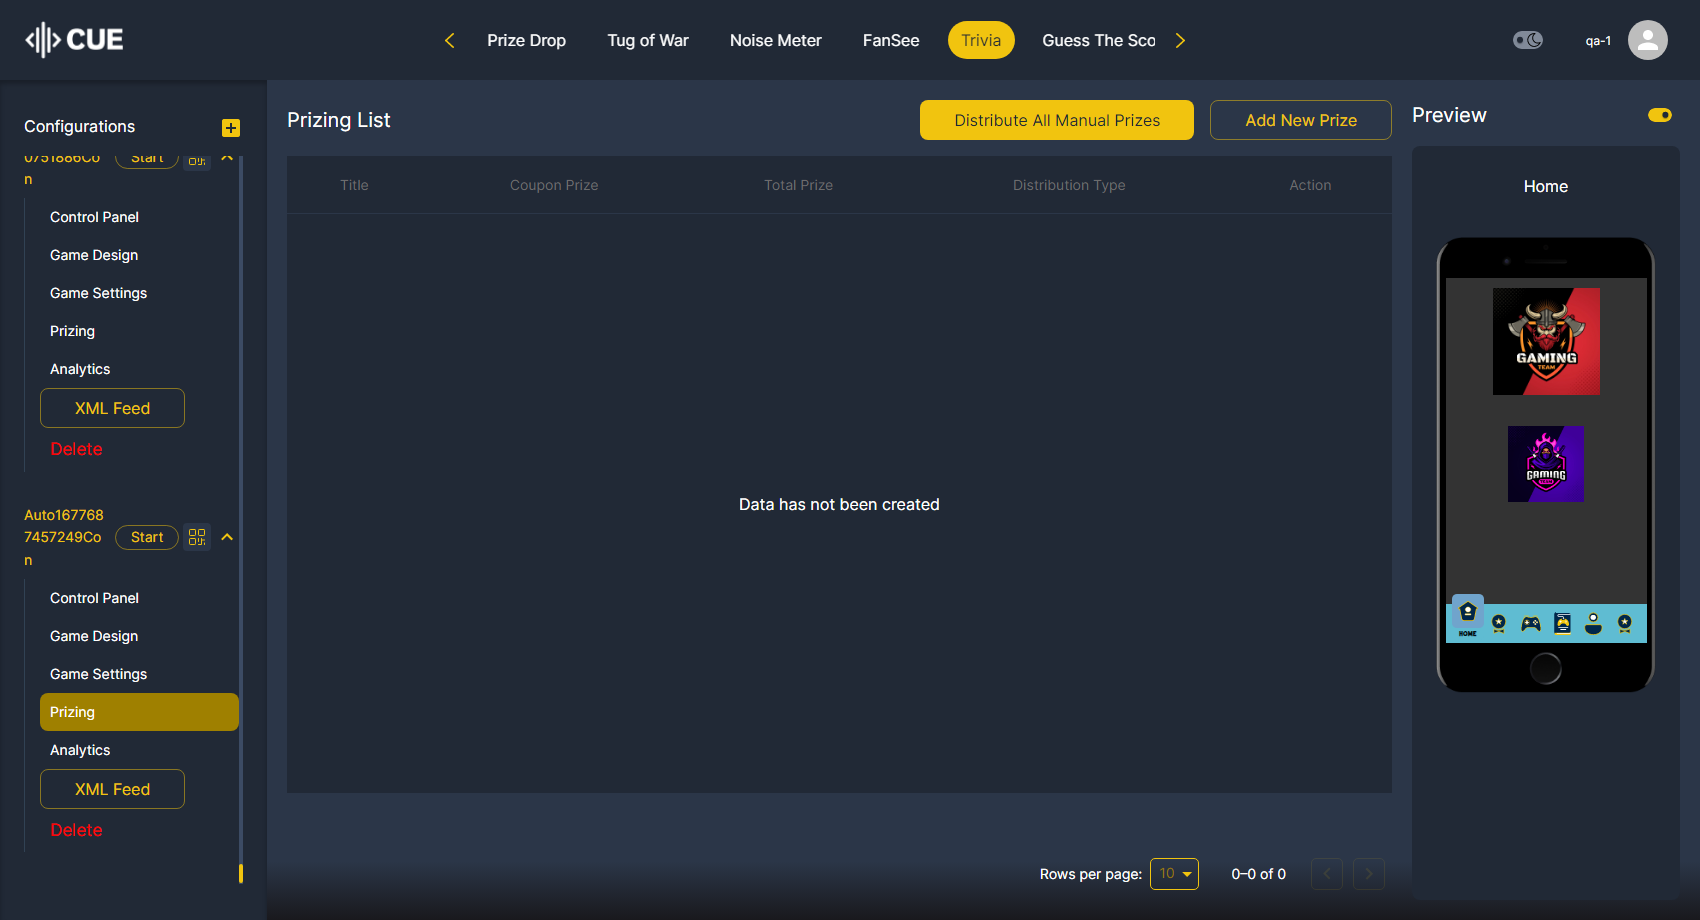 CUE
Prize Drop
Tug of War
Noise Meter
FanSee
Trivia
Guess The Sco
qa-1
Configurations
0751886Co
n
Start
Control Panel
Game Design
Game Settings
Prizing
Analytics
XML Feed
Delete
Auto167768
7457249Co
n
Start
Control Panel
Game Design
Game Settings
Prizing
Analytics
XML Feed
Delete
Prizing List
Distribute All Manual Prizes
Add New Prize
Title
Coupon Prize
Total Prize
Distribution Type
Action
Data has not been created
Rows per page:
10
0–0 of 0
Preview
Home
GAMING
TEAM
GAMING
TEAM
HOME